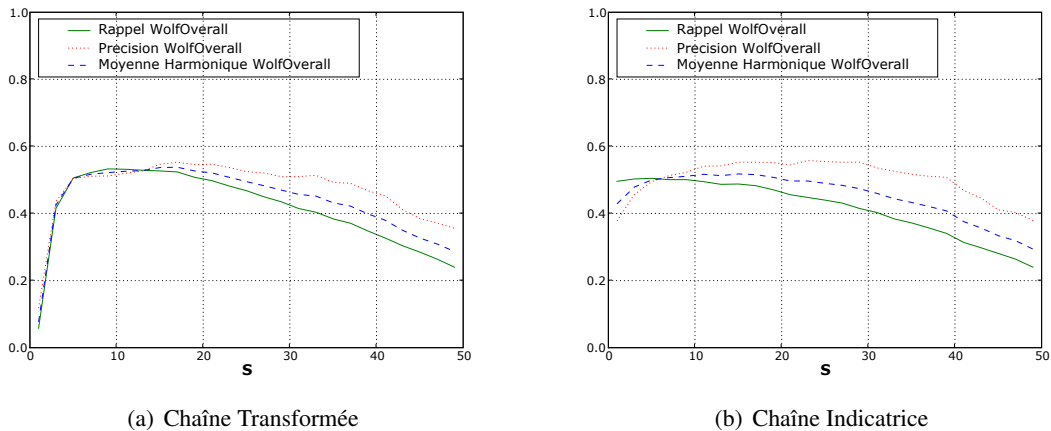 1.0
Rappel WolfOverall
Precision WolfOverall
Moyenne Harmonique WolfOverall
0.8
0.6
0.4
0.2
0.0
0 10 20 30 40 50
S
(a) Chaîne Transformée
1.0
Rappel WolfOverall
Precision WolfOverall
Moyenne Harmonique WolfOverall
0.8
0.6
0.4
0.2
0.0
0 10 20 30 40 50
S
(b) Chaîne Indicatrice